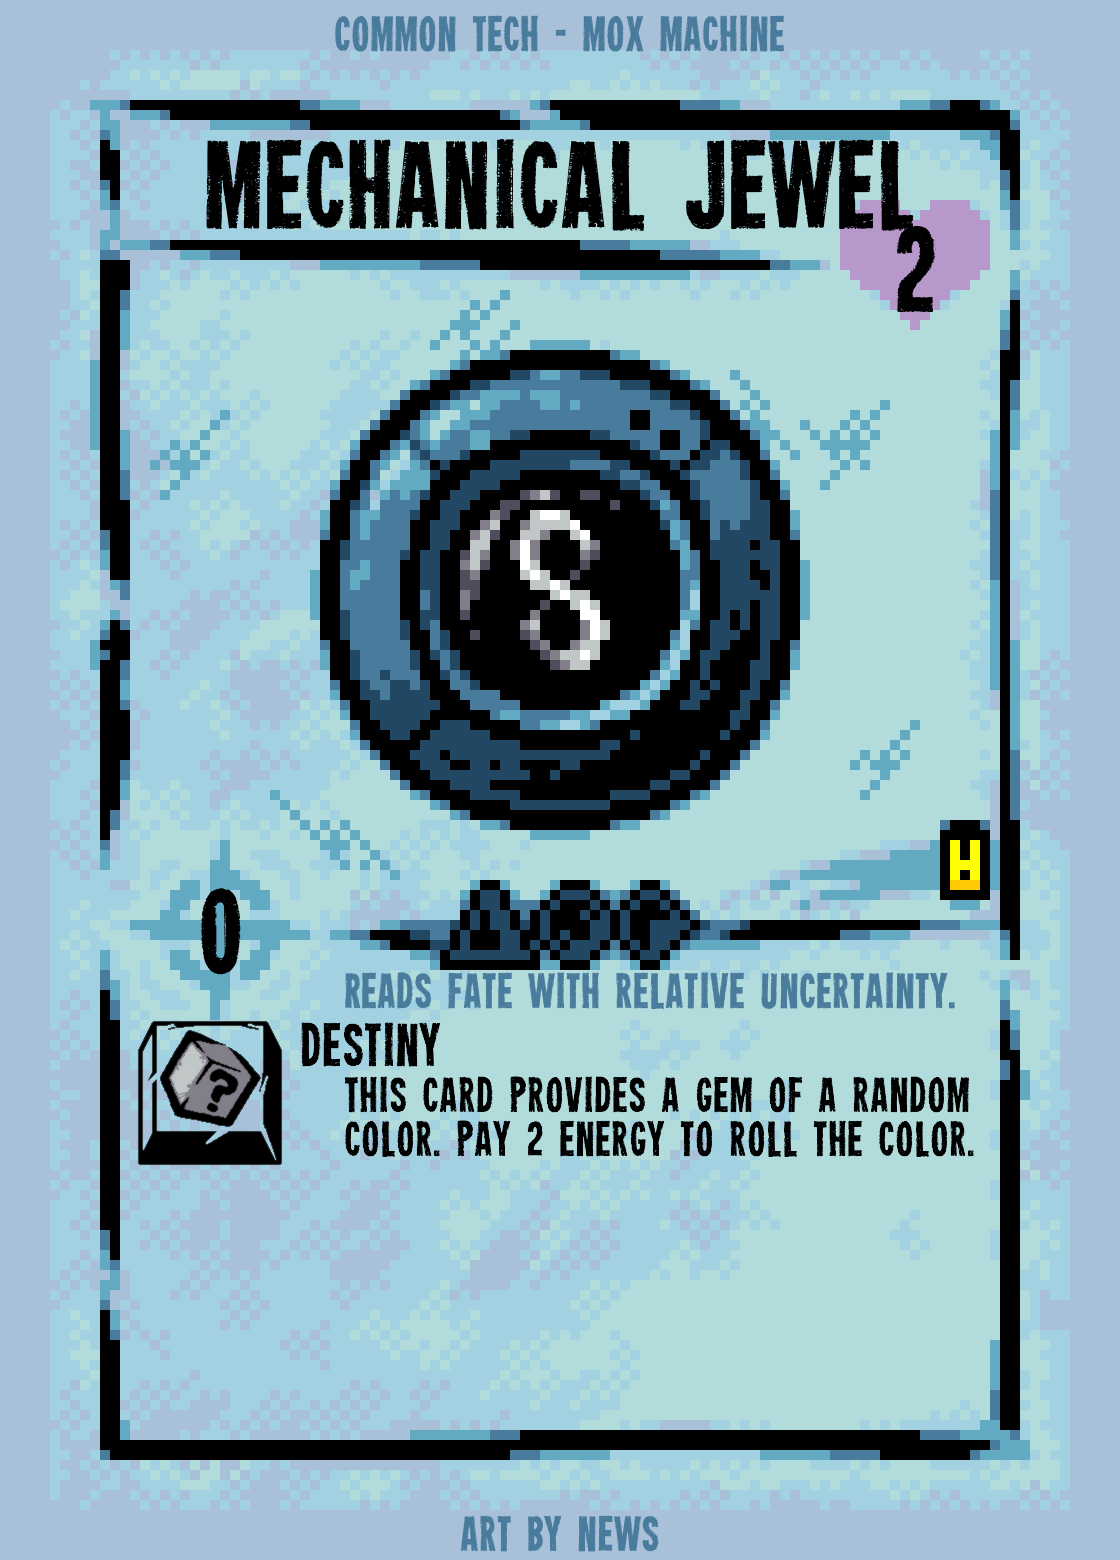 COMMON TECH - MOX MACHINE
MECHANICAL JEWEL
2
8
0
READS FATE WITH RELATIVE UNCERTAINTY.
DESTINY
?
THIS CARD PROVIDES A GEM OF A RANDOM
COLOR. PAY 2 ENERGY TO ROLL THE COLOR.
ART BY NEWS